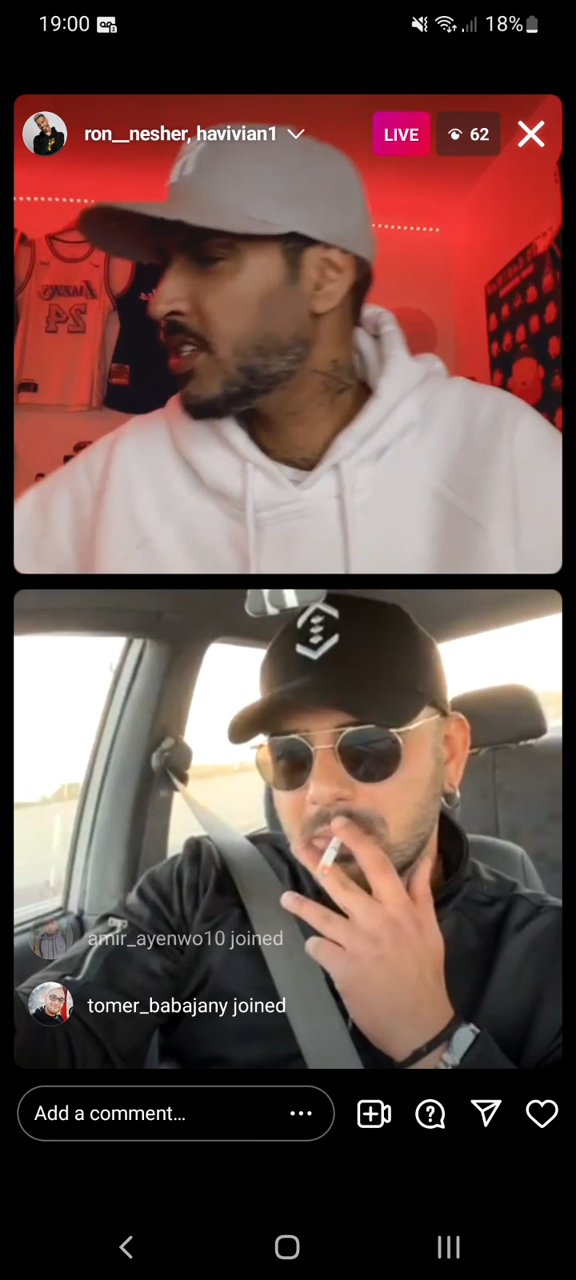 19:00
18%
ron__nesher, havivian1
LIVE
62
LAKERS
24
amir_ayenwo10 joined
tomer_babajany joined
Add a comment...